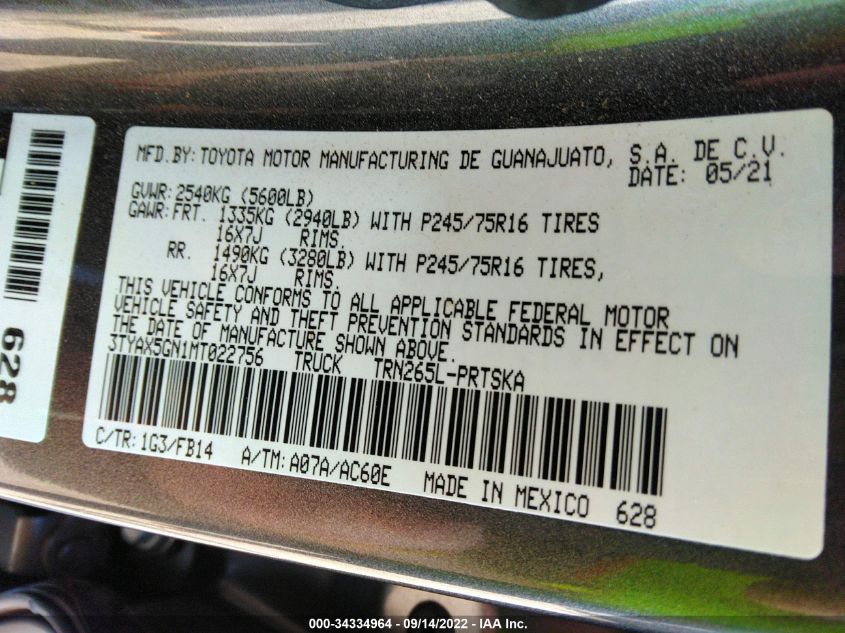 MFD.BY: TOYOTA MOTOR MANUFACTURING DE GUANAJUATO, S.A. DE C.V.
DATE: 05/21
GVWR: 2540KG (5600LB)
GAWR: FRT. 1335KG (2940LB) WITH P245/75R16 TIRES
16X7J RIMS.
RR. 1490KG (3280LB) WITH P245/75R16 TIRES,
16X7J RIMS.
THIS VEHICLE CONFORMS TO ALL APPLICABLE FEDERAL MOTOR
VEHICLE SAFETY AND THEFT PREVENTION STANDARDS IN EFFECT ON
THE DATE OF MANUFACTURE SHOWN ABOVE.
3TYAX5GN1MT022756 TRUCK TRN265L-PRTSKA
C/TR: 1G3/FB14 A/TM: A07A/AC60E MADE IN MEXICO 628
628
000-34334964 - 09/14/2022 - IAA Inc.